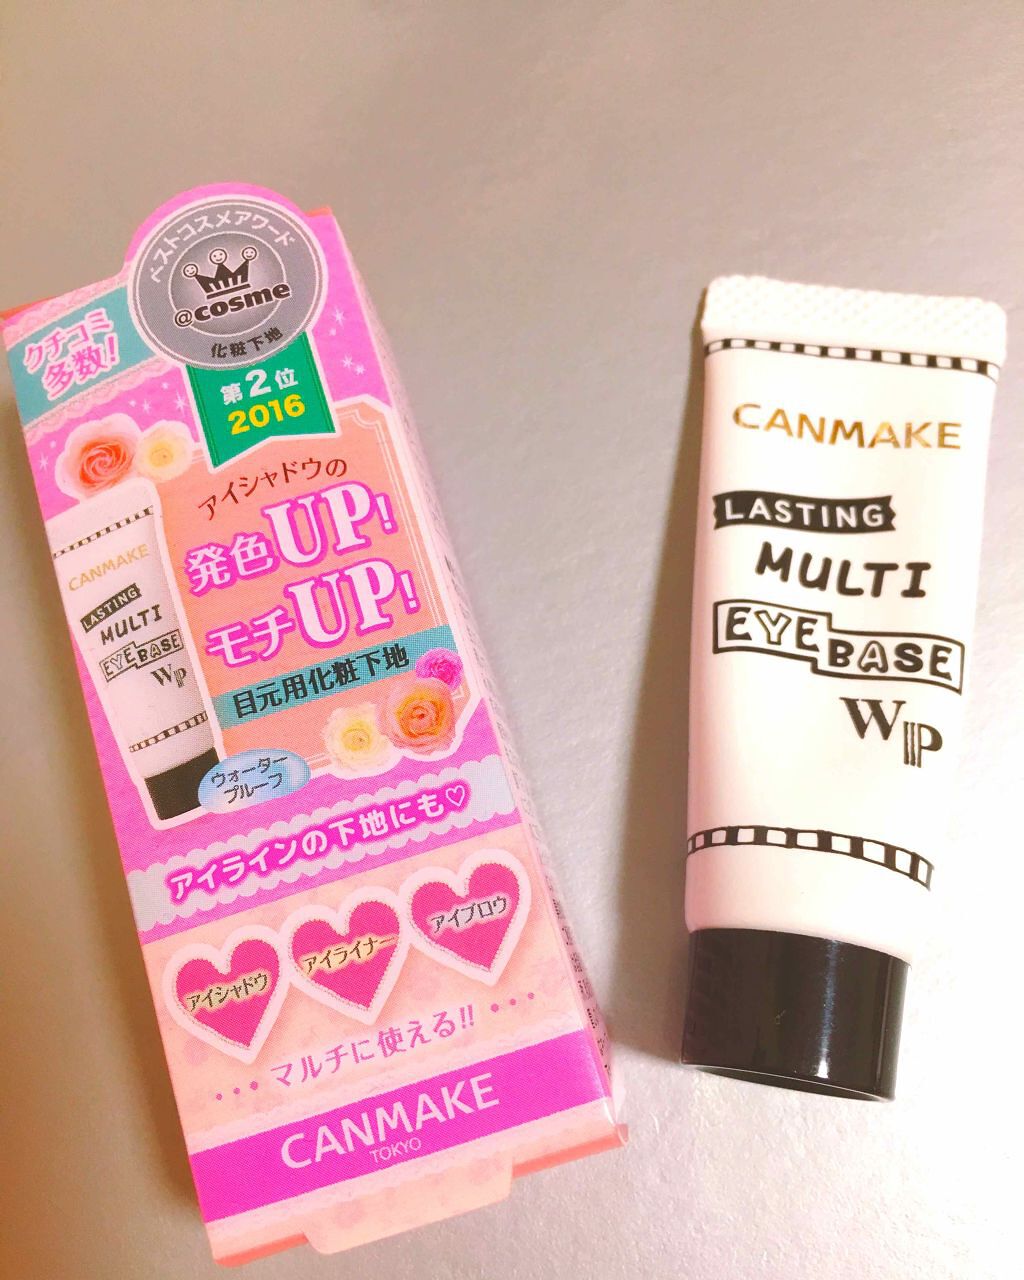 ベストコスメアワード
@cosme
化粧下地
第2位
2016
クチコミ
多数!
アイシャドウの
発色UP!
モチUP!
目元用化粧下地
CANMAKE
LASTING
MULTI
EYE BASE
WP
ウォーター
プルーフ
アイラインの下地にも♡
アイシャドウ
アイライナー
アイブロウ
・・・マルチに使える!!・・・
CANMAKE
TOKYO
CANMAKE
LASTING
MULTI
EYE BASE
WP